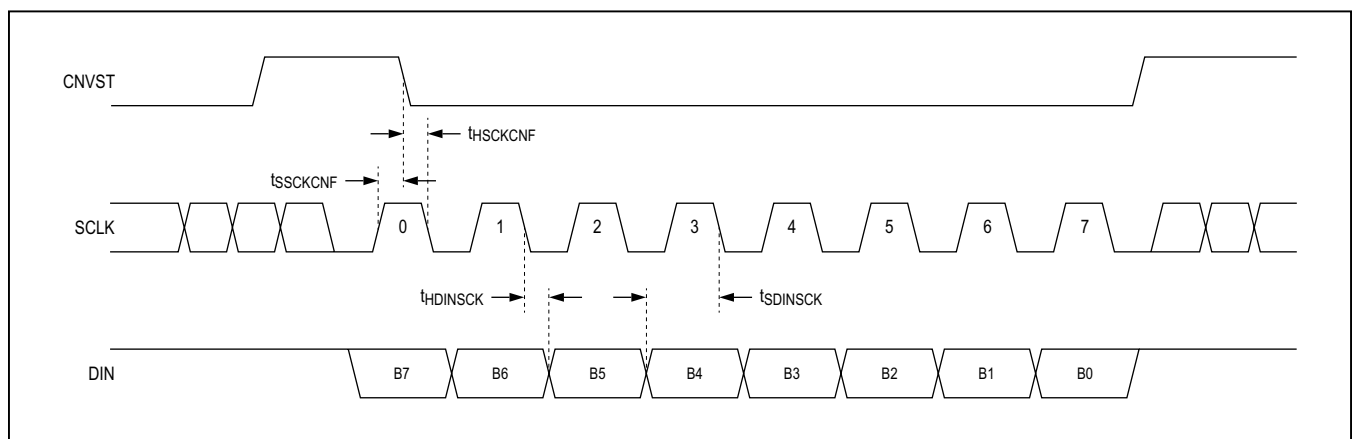 CNVST
tHSCKCNF
tSSCKCNF
SCLK
0 1 2 3 4 5 6 7
tHDINSCK
tSDINSCK
DIN
B7 B6 B5 B4 B3 B2 B1 B0